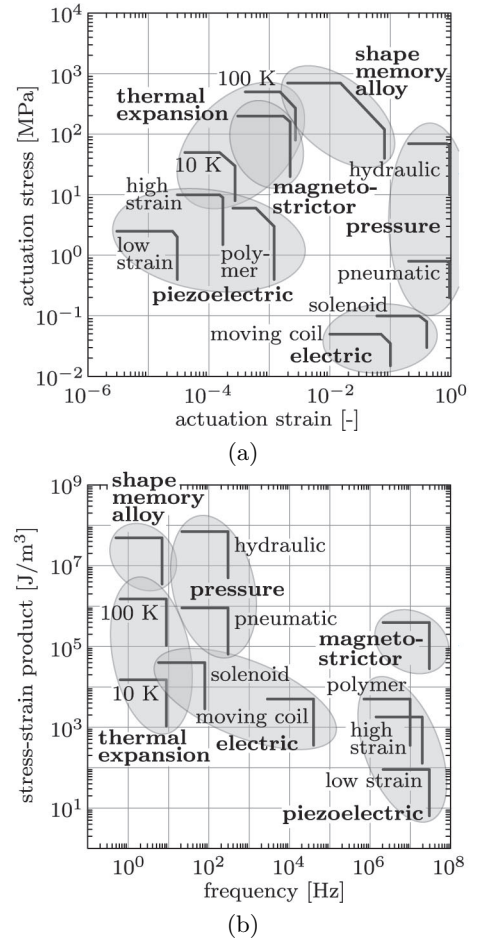 10^4
10^3
10^2
10^1
10^0
10^−1
10^−2
actuation stress [MPa]
shape
memory
alloy
100 K
thermal
expansion
10 K
high
strain
magneto-
strictor
hydraulic
pressure
low
strain
poly-
mer
pneumatic
piezoelectric
solenoid
moving coil
electric
10^−6
10^−4
10^−2
10^0
actuation strain [-]
(a)
shape
memory
alloy
10^9
10^7
10^5
10^3
10^1
stress-strain product [J/m^3]
hydraulic
pressure
100 K
pneumatic
magneto-
strictor
solenoid
10 K
polymer
moving coil
high
strain
thermal
expansion
electric
low strain
piezoelectric
10^0
10^2
10^4
10^6
10^8
frequency [Hz]
(b)